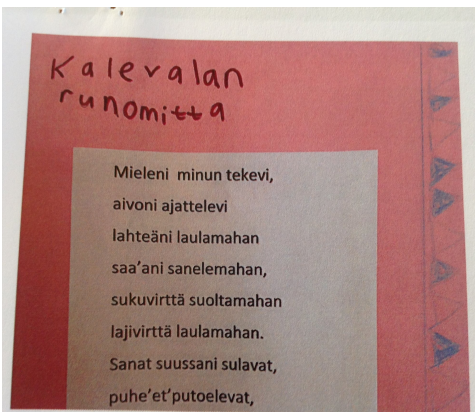 Kalevalan
runomitta
Mieleni minun tekevi,
aivoni ajattelevi
lahteäni laulamahan
saa'ani sanelemahan,
sukuvirttä suoltamahan
lajivirttä laulamahan.
Sanat suussani sulavat,
puhe'et'putoelevat,